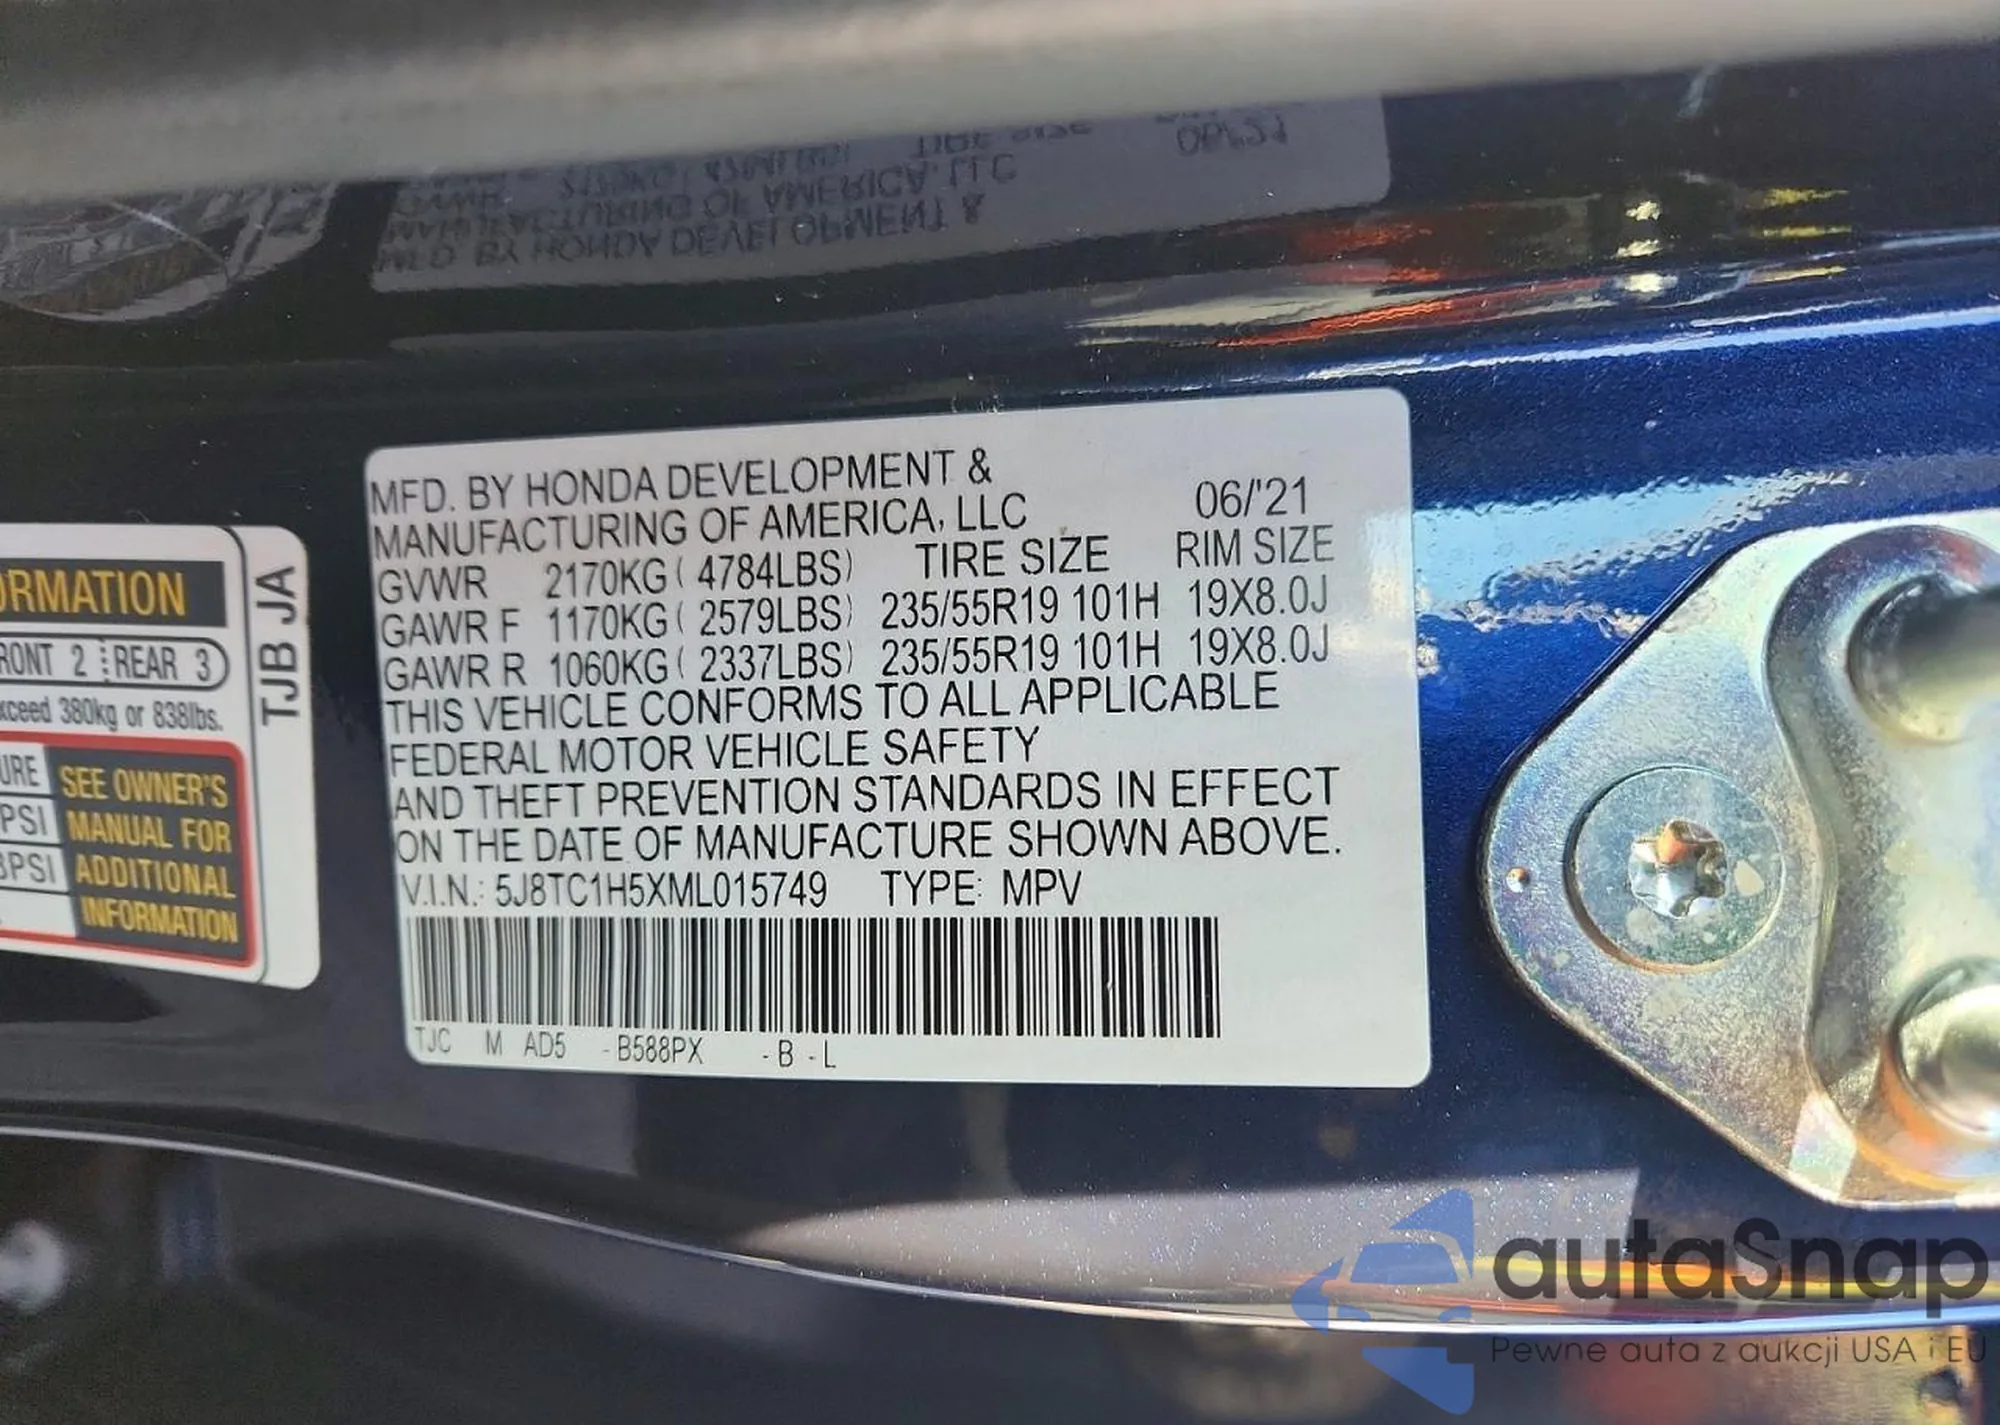 MFD. BY HONDA DEVELOPMENT &
MANUFACTURING OF AMERICA, LLC 06/'21
GVWR 2170KG ( 4784LBS) TIRE SIZE RIM SIZE
GAWR F 1170KG ( 2579LBS) 235/55R19 101H 19X8.0J
GAWR R 1060KG ( 2337LBS) 235/55R19 101H 19X8.0J
THIS VEHICLE CONFORMS TO ALL APPLICABLE
FEDERAL MOTOR VEHICLE SAFETY
AND THEFT PREVENTION STANDARDS IN EFFECT
ON THE DATE OF MANUFACTURE SHOWN ABOVE.
V.I.N.: 5J8TC1H5XML015749 TYPE: MPV
TJC M AD5 -B588PX -B -L
ORMATION
RONT 2 REAR 3
xceed 380kg or 838lbs.
URE
PSI
PSI
SEE OWNER'S
MANUAL FOR
ADDITIONAL
INFORMATION
TJB JA
autaSnap
Pewne auta z aukcji USA i EU